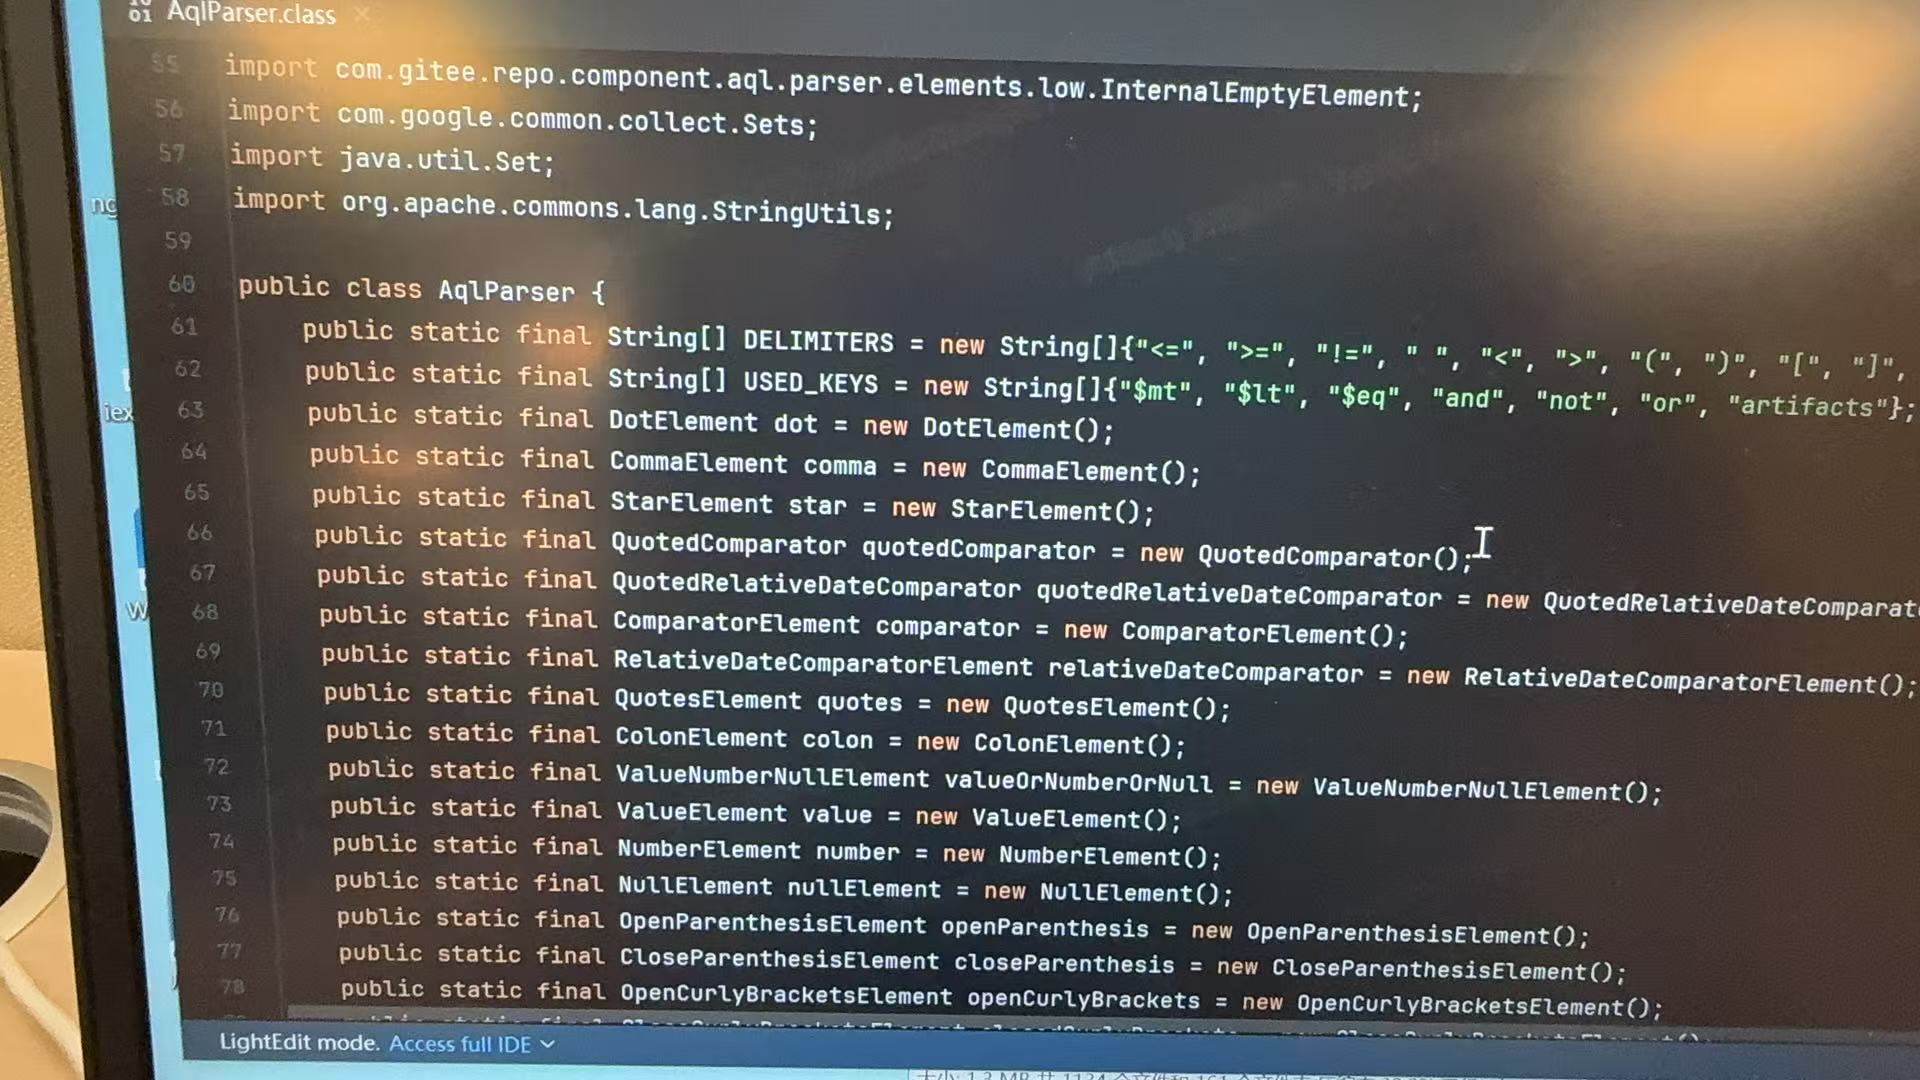 AqlParser.class
55 import com.gitee.repo.component.aql.parser.elements.low.InternalEmptyElement;
56 import com.google.common.collect.Sets;
57 import java.util.Set;
ng
58 import org.apache.commons.lang.StringUtils;
59
60 public class AqlParser {
61 public static final String[] DELIMITERS = new String[]{"<=", ">=", "!=", " ", "<", ">", "(", ")", "[", "]",
62 public static final String[] USED_KEYS = new String[]{"$mt", "$lt", "$eq", "and", "not", "or", "artifacts"};
iex
63 public static final DotElement dot = new DotElement();
64 public static final CommaElement comma = new CommaElement();
65 public static final StarElement star = new StarElement();
66 public static final QuotedComparator quotedComparator = new QuotedComparator();
67 public static final QuotedRelativeDateComparator quotedRelativeDateComparator = new QuotedRelativeDateComparat
W
68 public static final ComparatorElement comparator = new ComparatorElement();
69 public static final RelativeDateComparatorElement relativeDateComparator = new RelativeDateComparatorElement();
70 public static final QuotesElement quotes = new QuotesElement();
71 public static final ColonElement colon = new ColonElement();
72 public static final ValueNumberNullElement valueOrNumberOrNull = new ValueNumberNullElement();
73 public static final ValueElement value = new ValueElement();
74 public static final NumberElement number = new NumberElement();
75 public static final NullElement nullElement = new NullElement();
76 public static final OpenParenthesisElement openParenthesis = new OpenParenthesisElement();
77 public static final CloseParenthesisElement closeParenthesis = new CloseParenthesisElement();
78 public static final OpenCurlyBracketsElement openCurlyBrackets = new OpenCurlyBracketsElement();
LightEdit mode. Access full IDE